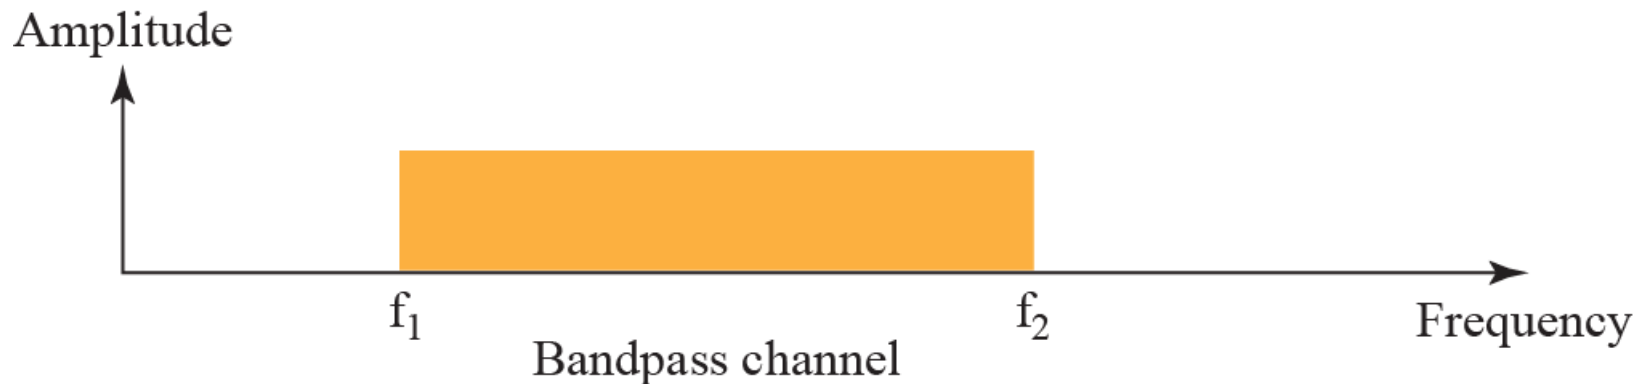 Amplitude
f₁
f₂
Frequency
Bandpass channel